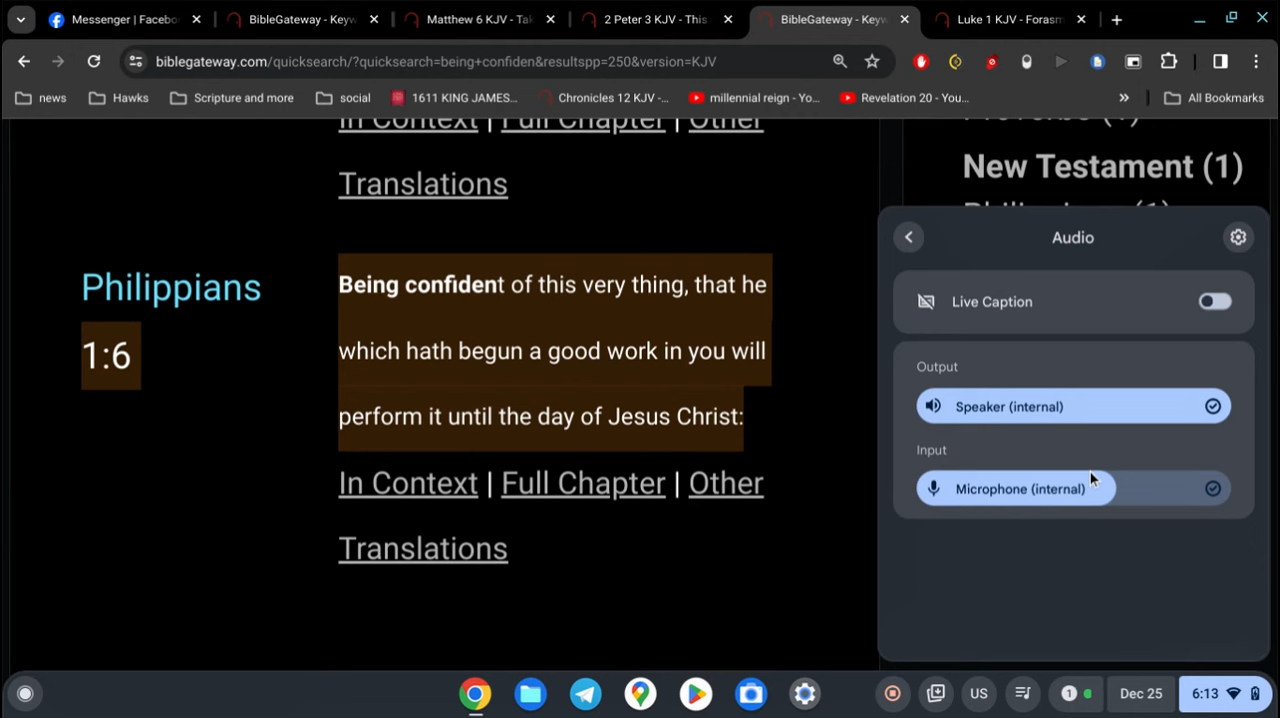 Messenger | Facebo
BibleGateway - Keyw
Matthew 6 KJV - Tak
2 Peter 3 KJV - This
BibleGateway - Keyw
Luke 1 KJV - Forasm
biblegateway.com/quicksearch/?quicksearch=being+confiden&resultspp=250&version=KJV
news
Hawks
Scripture and more
social
1611 KING JAMES...
Chronicles 12 KJV -...
millennial reign - Yo...
Revelation 20 - You...
All Bookmarks
In Context | Full Chapter | Other
Translations
Philippians
1:6
Being confident of this very thing, that he
which hath begun a good work in you will
perform it until the day of Jesus Christ:
In Context | Full Chapter | Other
Translations
Proverbs (1)
New Testament (1)
Audio
Live Caption
Output
Speaker (internal)
Input
Microphone (internal)
US
1
Dec 25
6:13